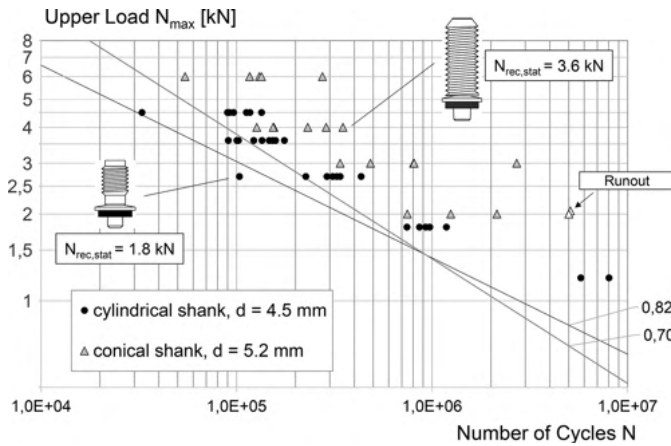 Upper Load N_max [kN]
8
7
6
5
4
3
2,5
2
1,5
1
N_rec,stat = 3.6 kN
Runout
N_rec,stat = 1.8 kN
cylindrical shank, d = 4.5 mm
conical shank, d = 5.2 mm
0,82
0,70
1,0E+04 1,0E+05 1,0E+06 1,0E+07
Number of Cycles N